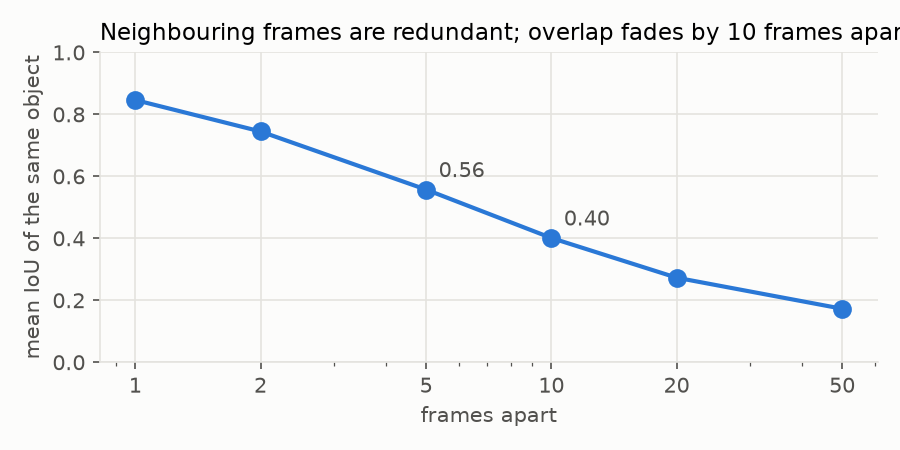 Neighbouring frames are redundant; overlap fades by 10 frames apar
mean IoU of the same object
1.0
0.8
0.6
0.4
0.2
0.0
0.56
0.40
1 2 5 10 20 50
frames apart